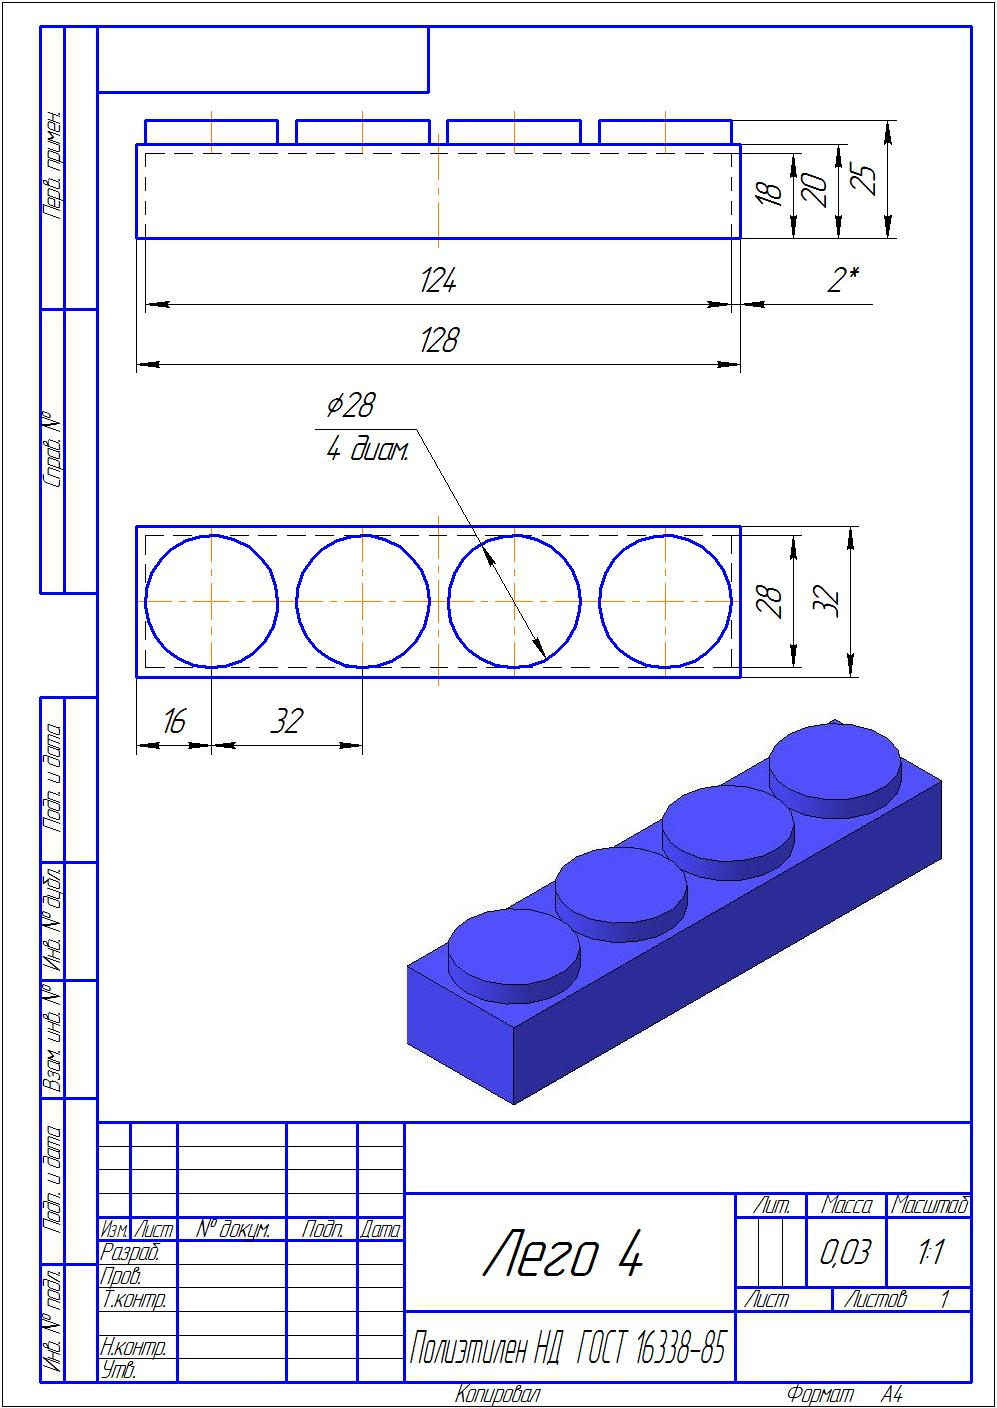 Перв. примен.
Справ. №
Подп. и дата
Инв. № дубл.
Взам. инв. №
Подп. и дата
Инв. № подл.
18
20
25
124
2*
128
⌀28
4 диам.
28
32
16
32
Изм. Лист № докум. Подп. Дата
Разраб.
Пров.
Т.контр.
Н.контр.
Утв.
Лего 4
Полиэтилен НД ГОСТ 16338-85
Лит. Масса Масштаб
0,03 1:1
Лист Листов 1
Копировал Формат А4